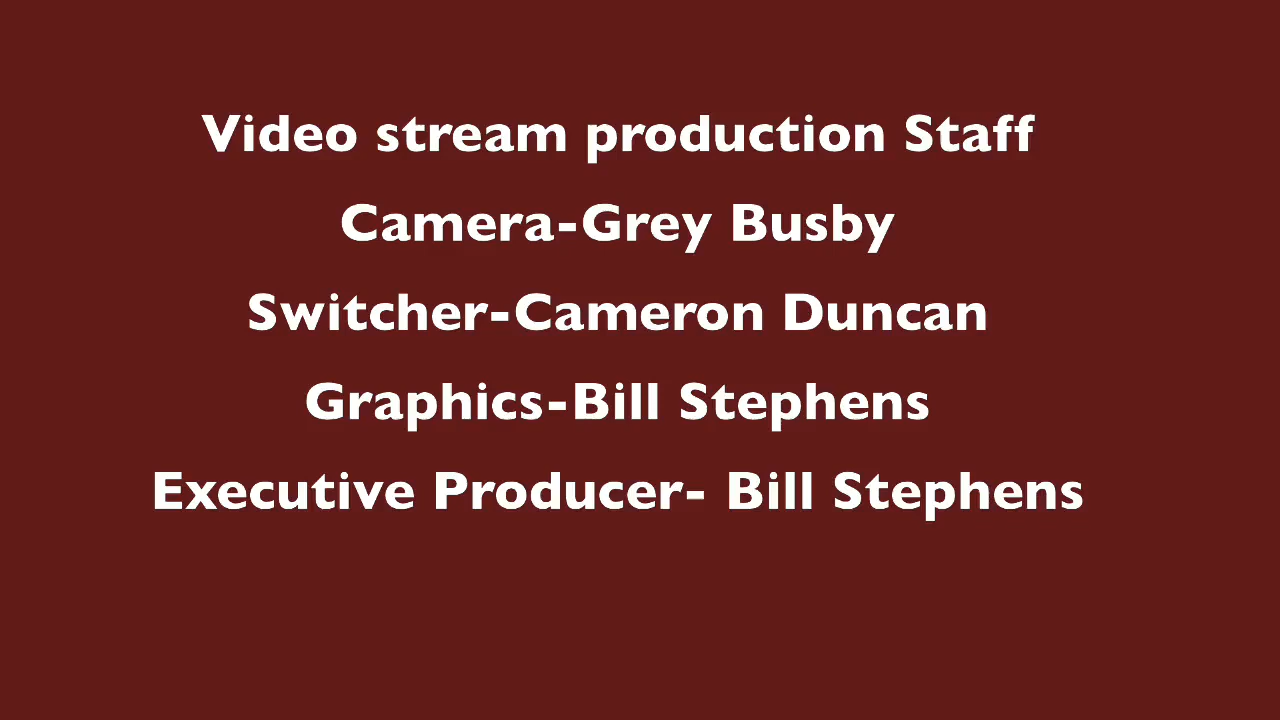 Video stream production Staff
Camera-Grey Busby
Switcher-Cameron Duncan
Graphics-Bill Stephens
Executive Producer- Bill Stephens